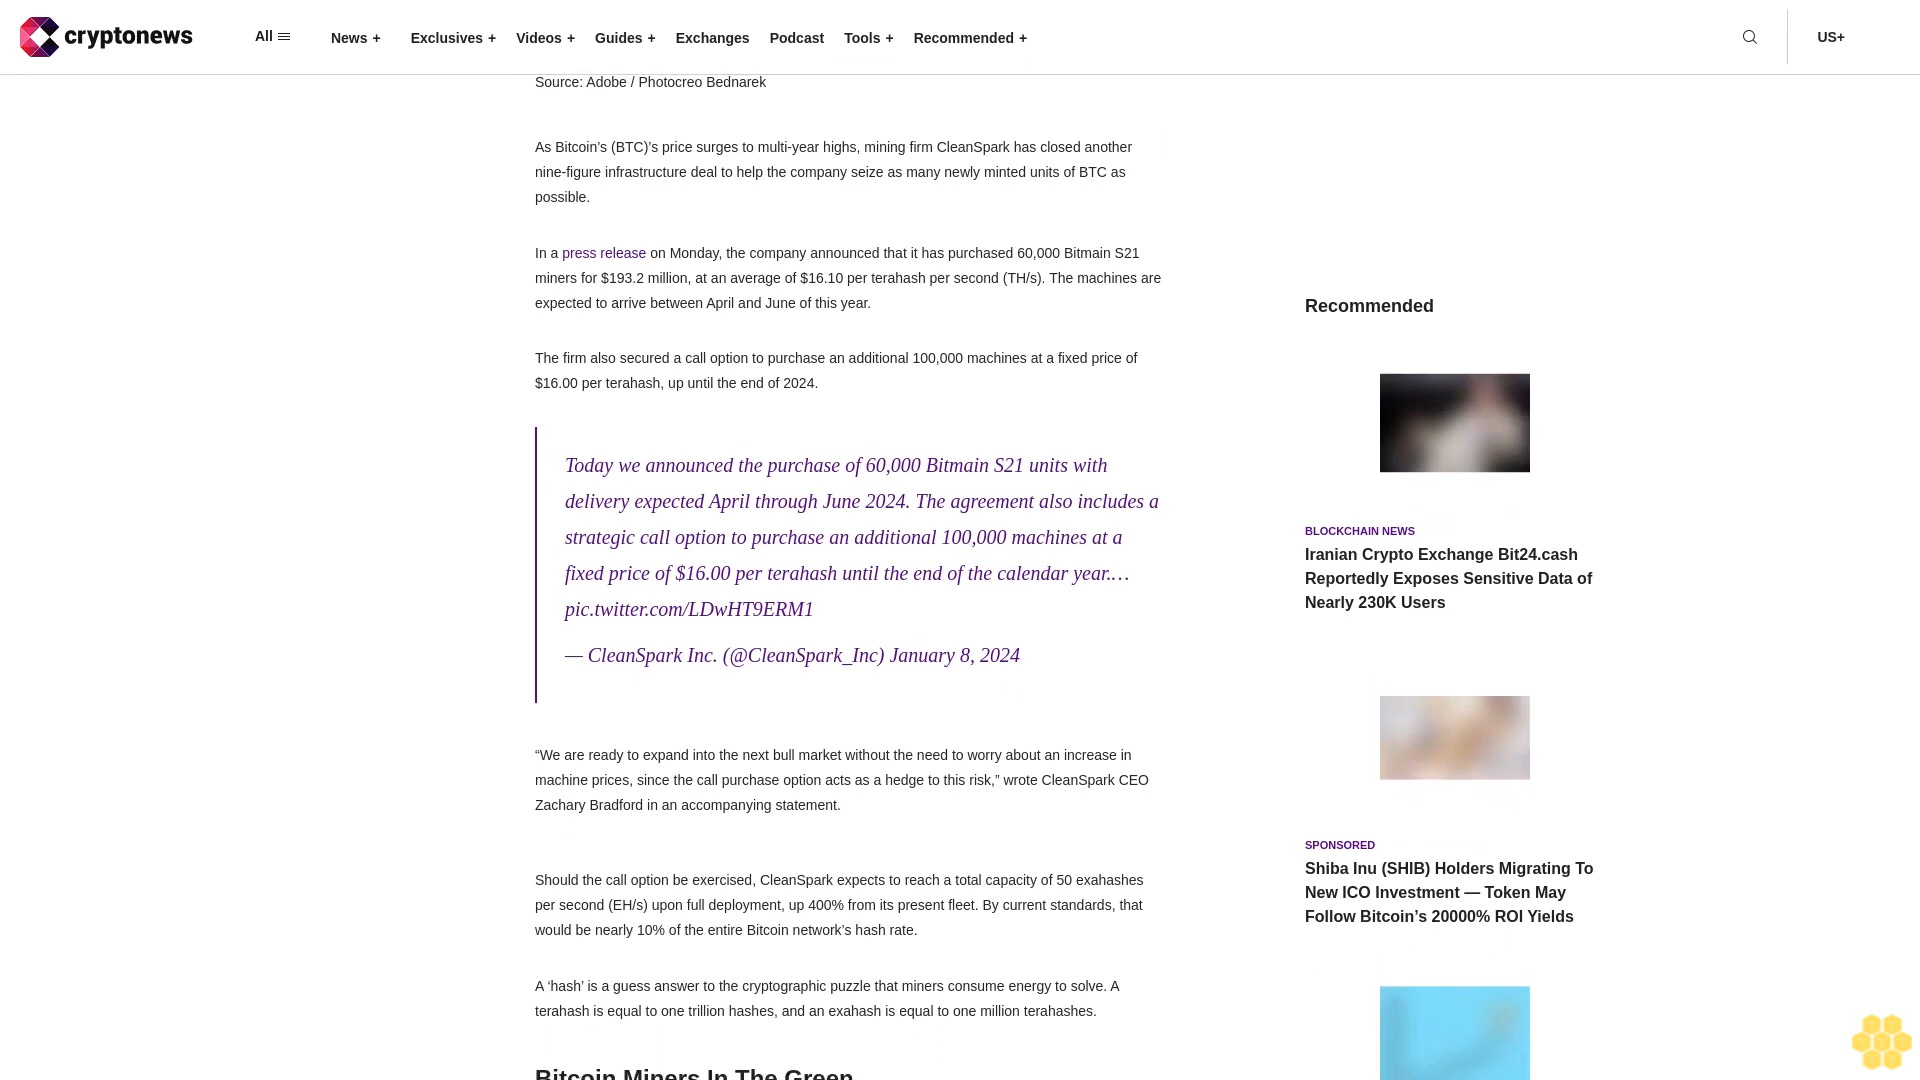 cryptonews
All
News +
Exclusives +
Videos +
Guides +
Exchanges
Podcast
Tools +
Recommended +
US+
Source: Adobe / Photocreo Bednarek
As Bitcoin’s (BTC)’s price surges to multi-year highs, mining firm CleanSpark has closed another
nine-figure infrastructure deal to help the company seize as many newly minted units of BTC as
possible.
In a press release on Monday, the company announced that it has purchased 60,000 Bitmain S21
miners for $193.2 million, at an average of $16.10 per terahash per second (TH/s). The machines are
expected to arrive between April and June of this year.
The firm also secured a call option to purchase an additional 100,000 machines at a fixed price of
$16.00 per terahash, up until the end of 2024.
Today we announced the purchase of 60,000 Bitmain S21 units with
delivery expected April through June 2024. The agreement also includes a
strategic call option to purchase an additional 100,000 machines at a
fixed price of $16.00 per terahash until the end of the calendar year.…
pic.twitter.com/LDwHT9ERM1
— CleanSpark Inc. (@CleanSpark_Inc) January 8, 2024
“We are ready to expand into the next bull market without the need to worry about an increase in
machine prices, since the call purchase option acts as a hedge to this risk,” wrote CleanSpark CEO
Zachary Bradford in an accompanying statement.
Should the call option be exercised, CleanSpark expects to reach a total capacity of 50 exahashes
per second (EH/s) upon full deployment, up 400% from its present fleet. By current standards, that
would be nearly 10% of the entire Bitcoin network’s hash rate.
A ‘hash’ is a guess answer to the cryptographic puzzle that miners consume energy to solve. A
terahash is equal to one trillion hashes, and an exahash is equal to one million terahashes.
Bitcoin Miners In The Green
Recommended
BLOCKCHAIN NEWS
Iranian Crypto Exchange Bit24.cash
Reportedly Exposes Sensitive Data of
Nearly 230K Users
SPONSORED
Shiba Inu (SHIB) Holders Migrating To
New ICO Investment — Token May
Follow Bitcoin’s 20000% ROI Yields